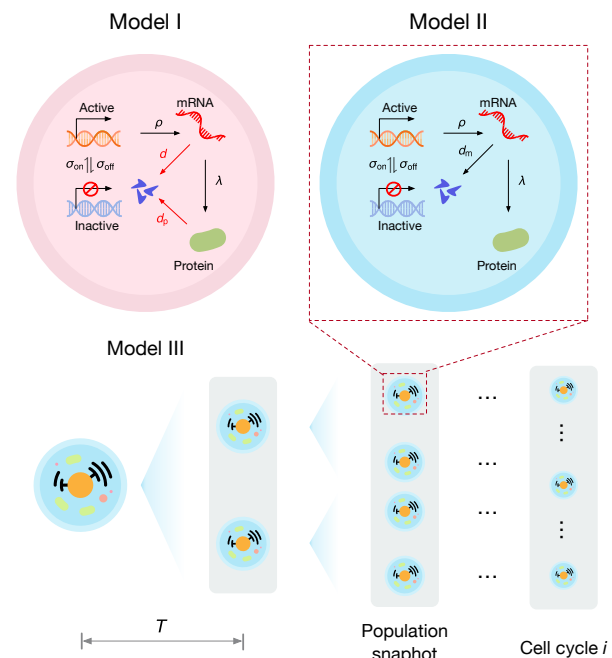 Model I
Model II
Active
ρ
mRNA
σon
σoff
d
λ
Inactive
dp
Protein
Active
ρ
mRNA
σon
σoff
dm
λ
Inactive
Protein
Model III
...
...
...
...
...
...
T
Population
snaphot
Cell cycle i